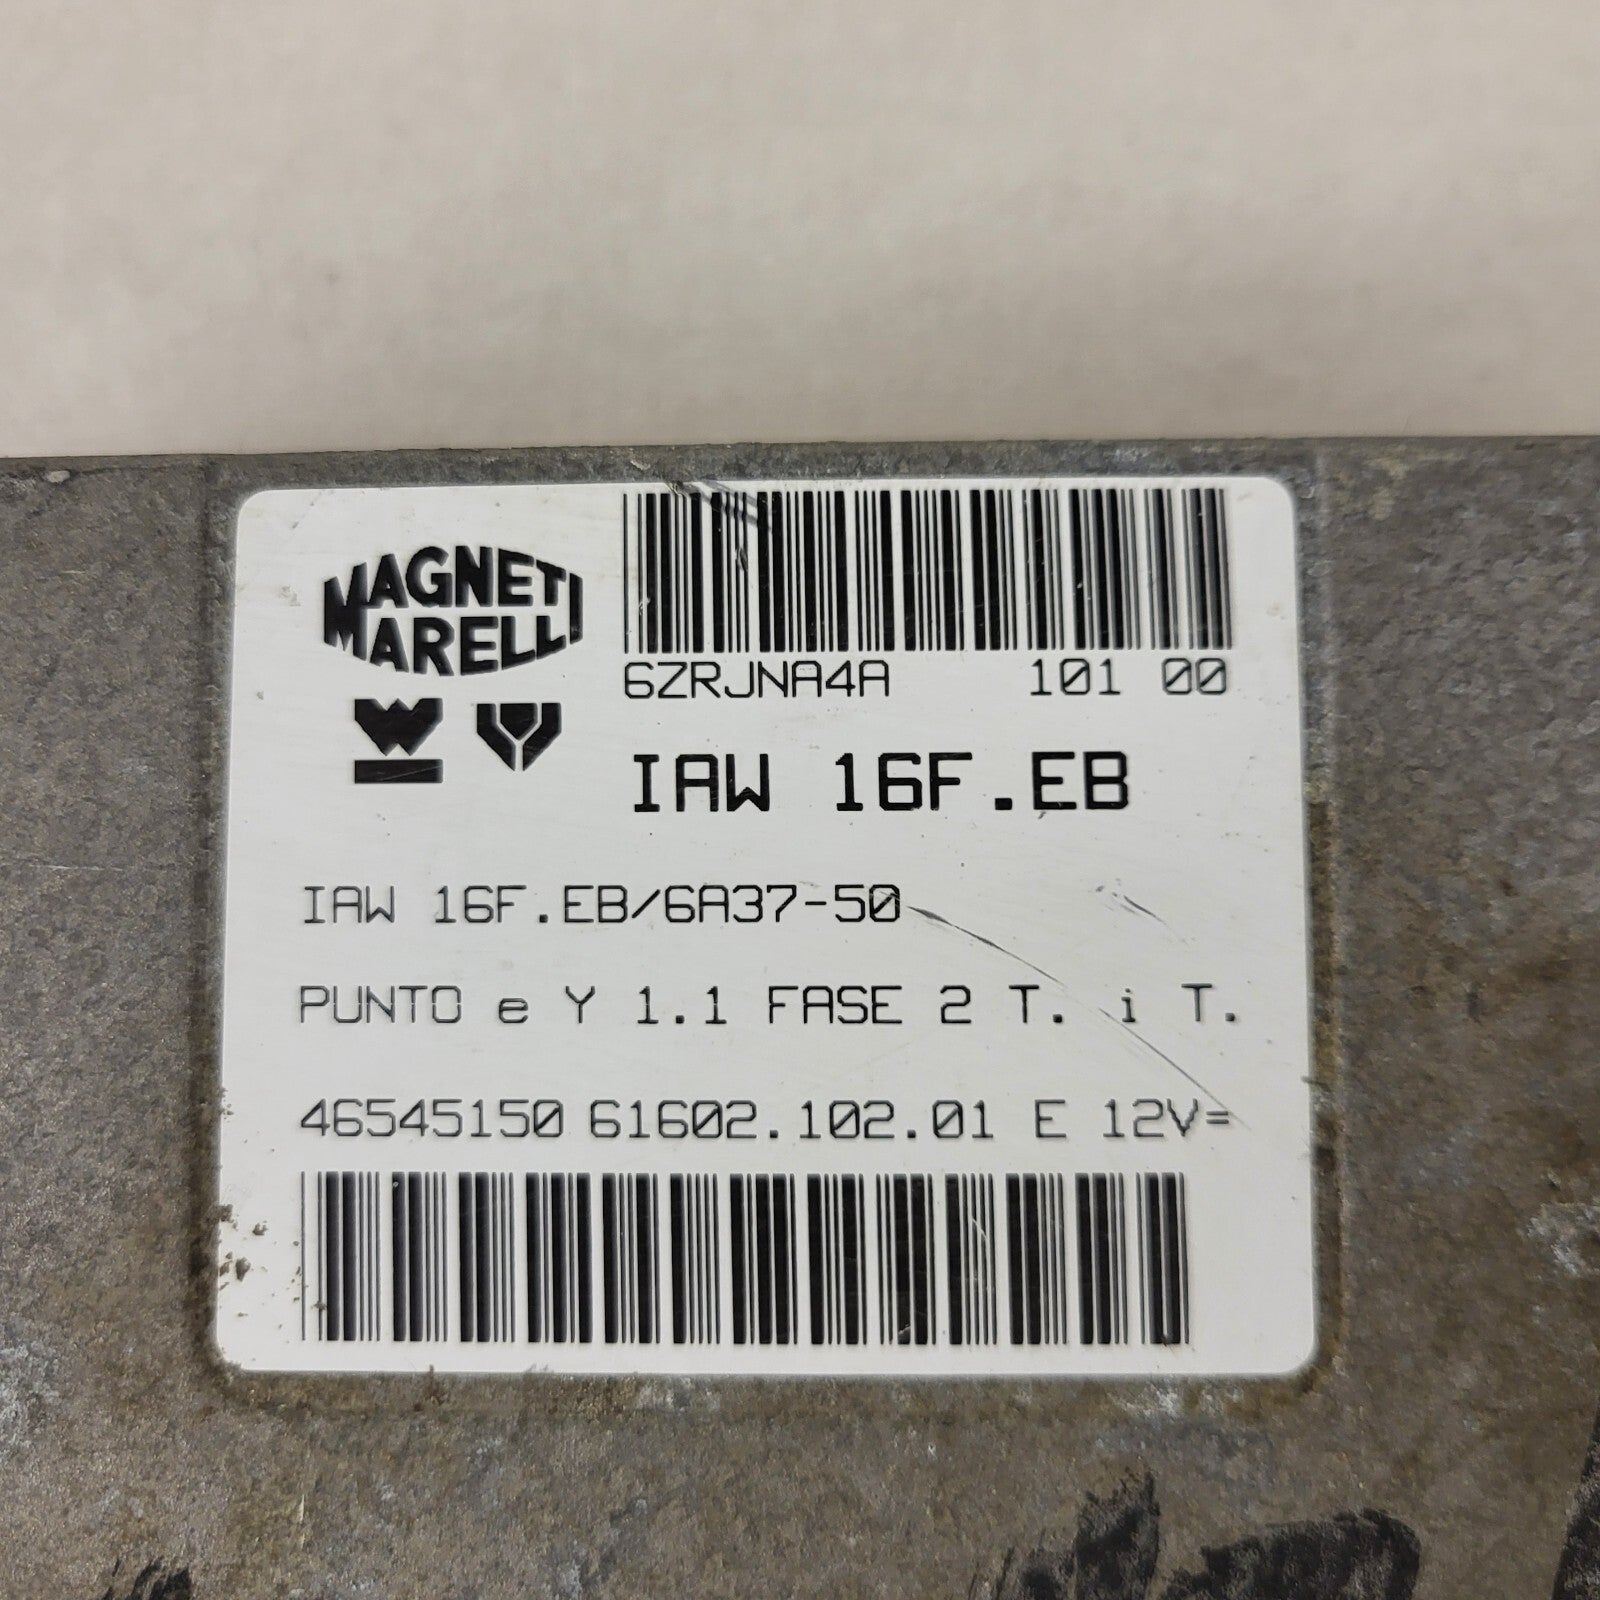 MAGNETI
MARELLI
6ZRJNA4A 101 00
IAW 16F.EB
IAW 16F.EB/6A37-50
PUNTO e Y 1.1 FASE 2 T. i T.
46545150 61602.102.01 E 12V=